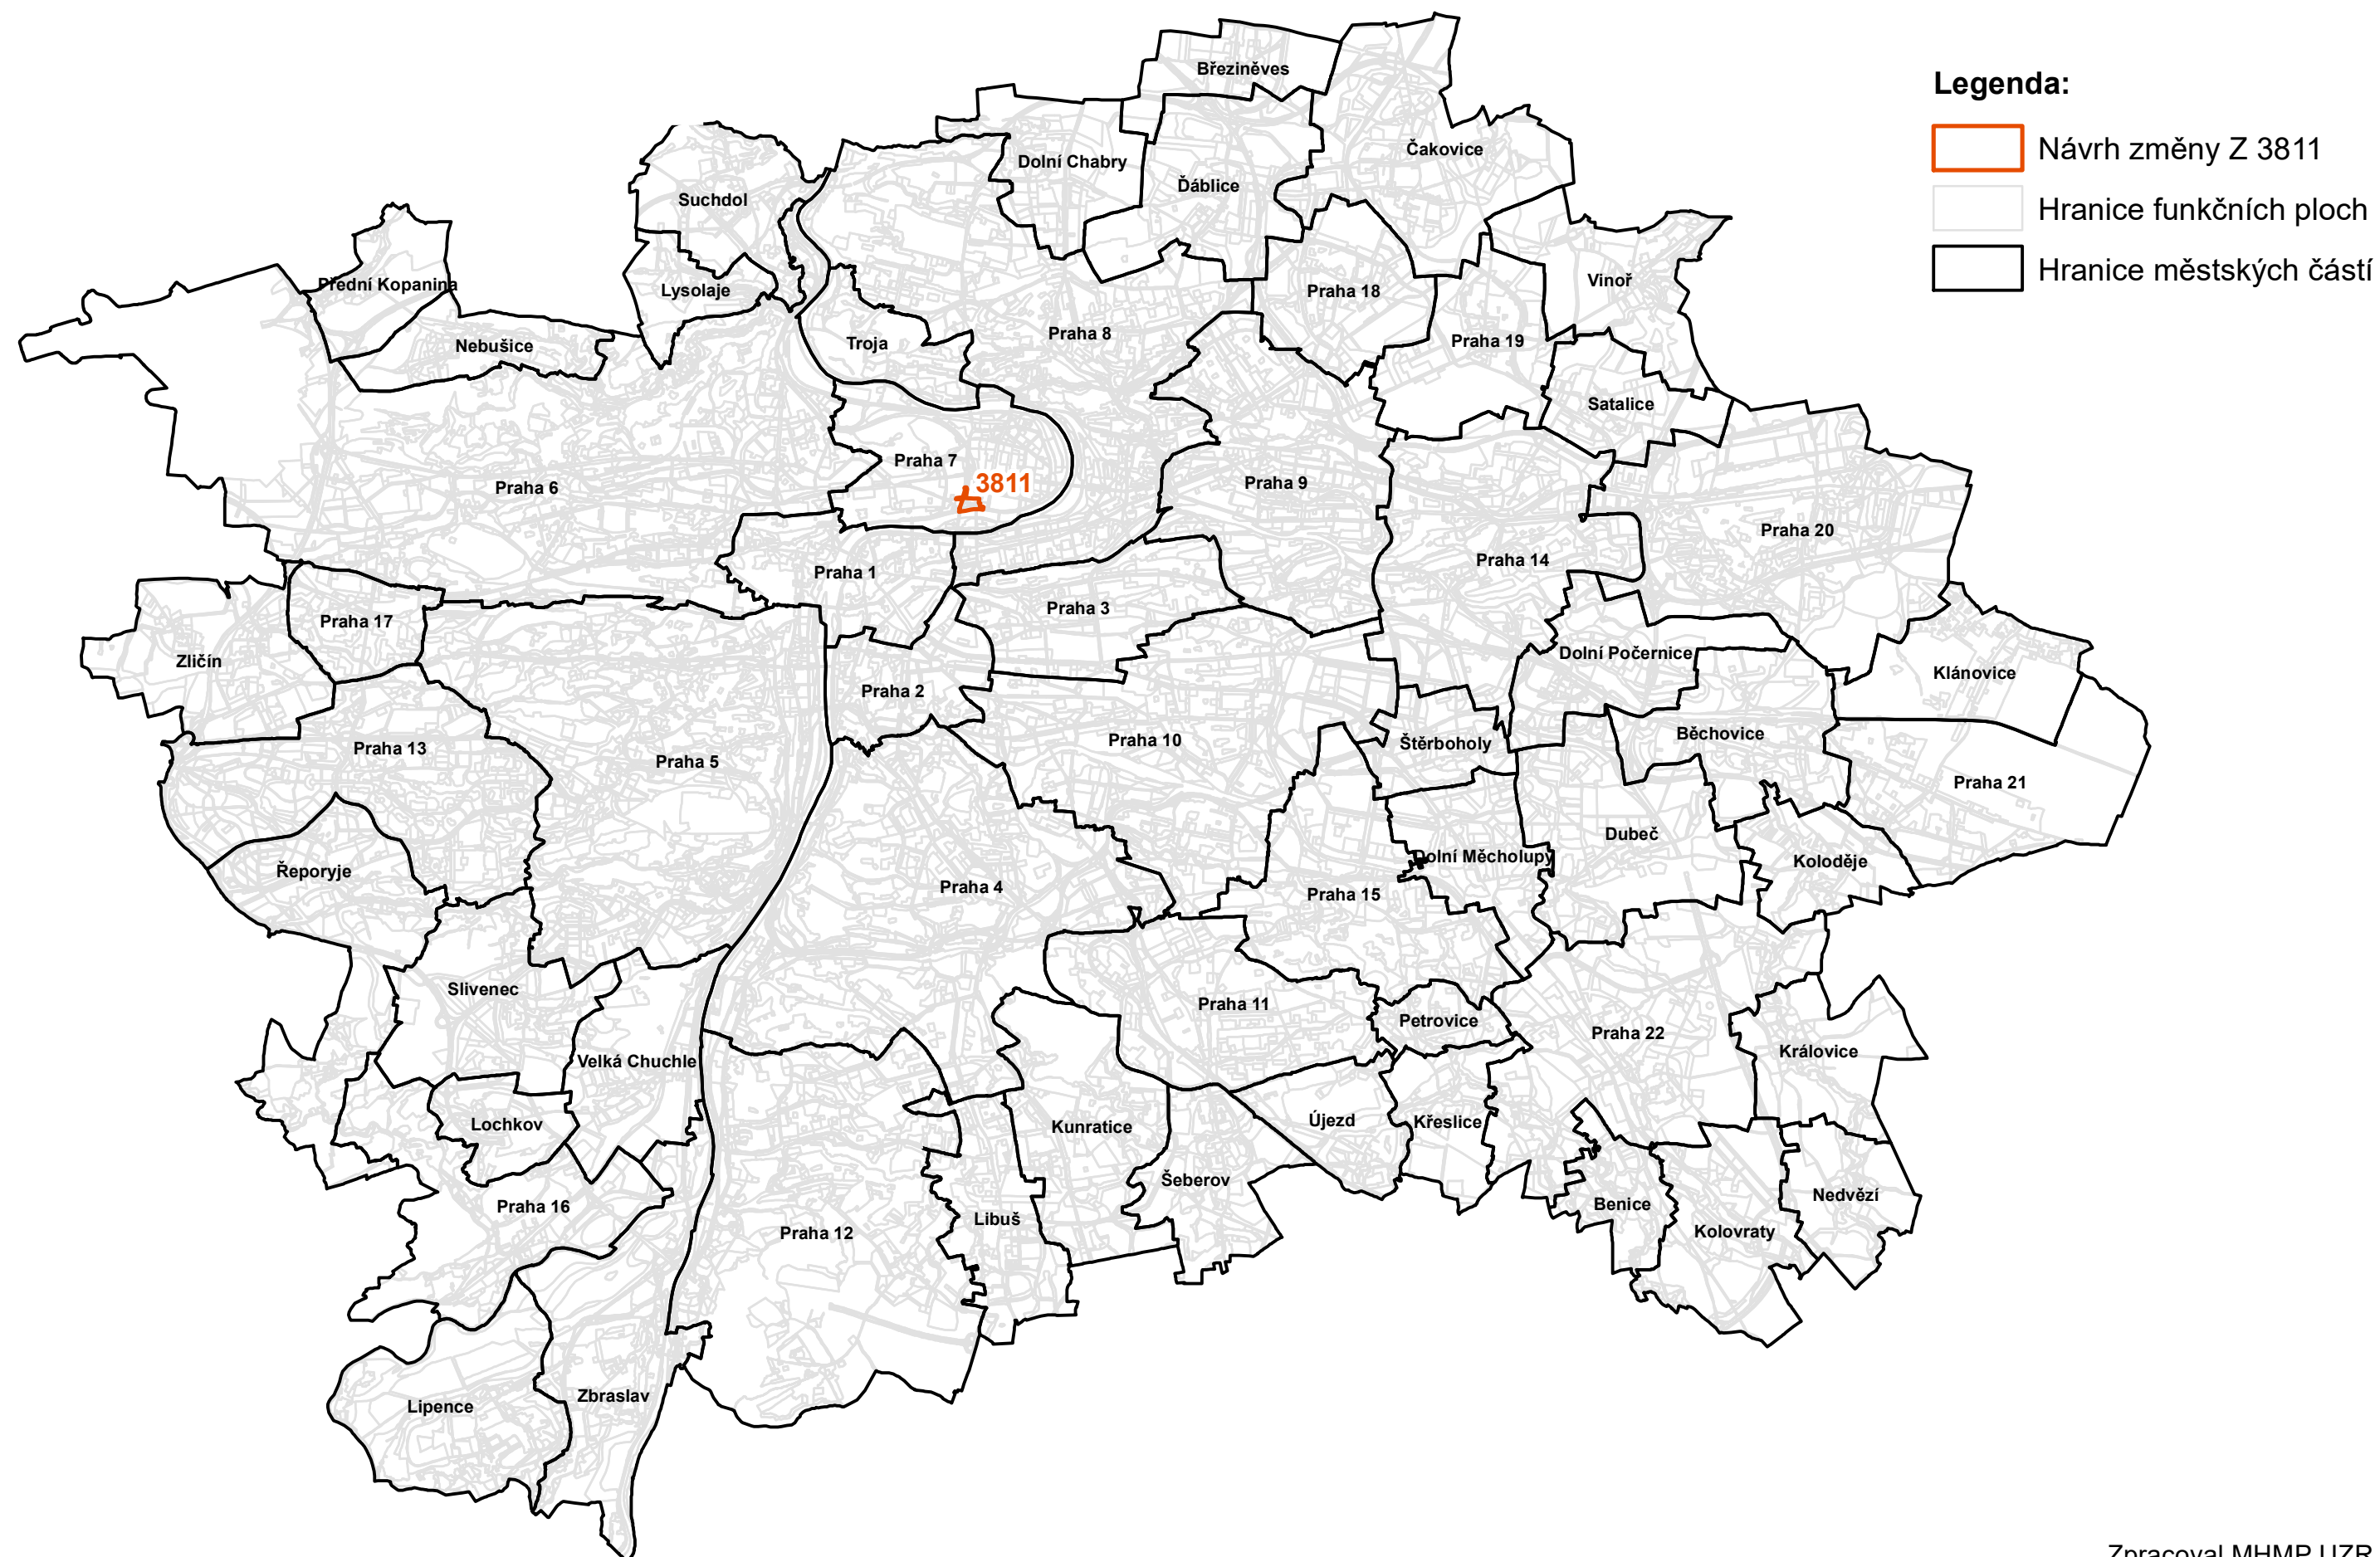 Legenda:
Návrh změny Z 3811
Hranice funkčních ploch
Hranice městských částí
Březiněves
Čakovice
Dolní Chabry
Ďáblice
Suchdol
Přední Kopanina
Lysolaje
Vinoř
Praha 18
Praha 8
Praha 19
Troja
Nebušice
Satalice
Praha 7
3811
Praha 9
Praha 6
Praha 20
Praha 14
Praha 1
Praha 3
Praha 17
Dolní Počernice
Zličín
Klánovice
Praha 2
Běchovice
Praha 10
Štěrboholy
Praha 13
Praha 5
Praha 21
Dubeč
Dolní Měcholupy
Koloděje
Řeporyje
Praha 4
Praha 15
Slivenec
Praha 11
Petrovice
Praha 22
Královice
Velká Chuchle
Lochkov
Kunratice
Újezd
Křeslice
Šeberov
Nedvězí
Benice
Praha 16
Libuš
Praha 12
Kolovraty
Zbraslav
Lipence
Zpracoval MHMP UZR